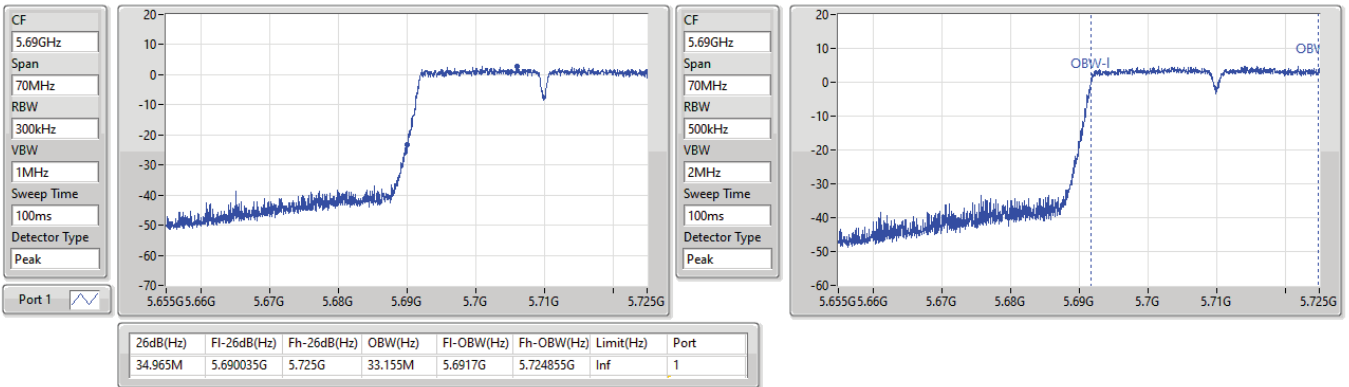 CF
5.69GHz
Span
70MHz
RBW
300kHz
VBW
1MHz
Sweep Time
100ms
Detector Type
Peak
Port 1
20
10
0
-10
-20
-30
-40
-50
-60
-70
5.655G 5.66G 5.67G 5.68G 5.69G 5.7G 5.71G 5.725G
CF
5.69GHz
Span
70MHz
RBW
500kHz
VBW
2MHz
Sweep Time
100ms
Detector Type
Peak
20
10
0
-10
-20
-30
-40
-50
-60
OBW-l
OBW
5.655G 5.66G 5.67G 5.68G 5.69G 5.7G 5.71G 5.725G
26dB(Hz) Fl-26dB(Hz) Fh-26dB(Hz) OBW(Hz) Fl-OBW(Hz) Fh-OBW(Hz) Limit(Hz) Port
34.965M 5.690035G 5.725G 33.155M 5.6917G 5.724855G Inf 1